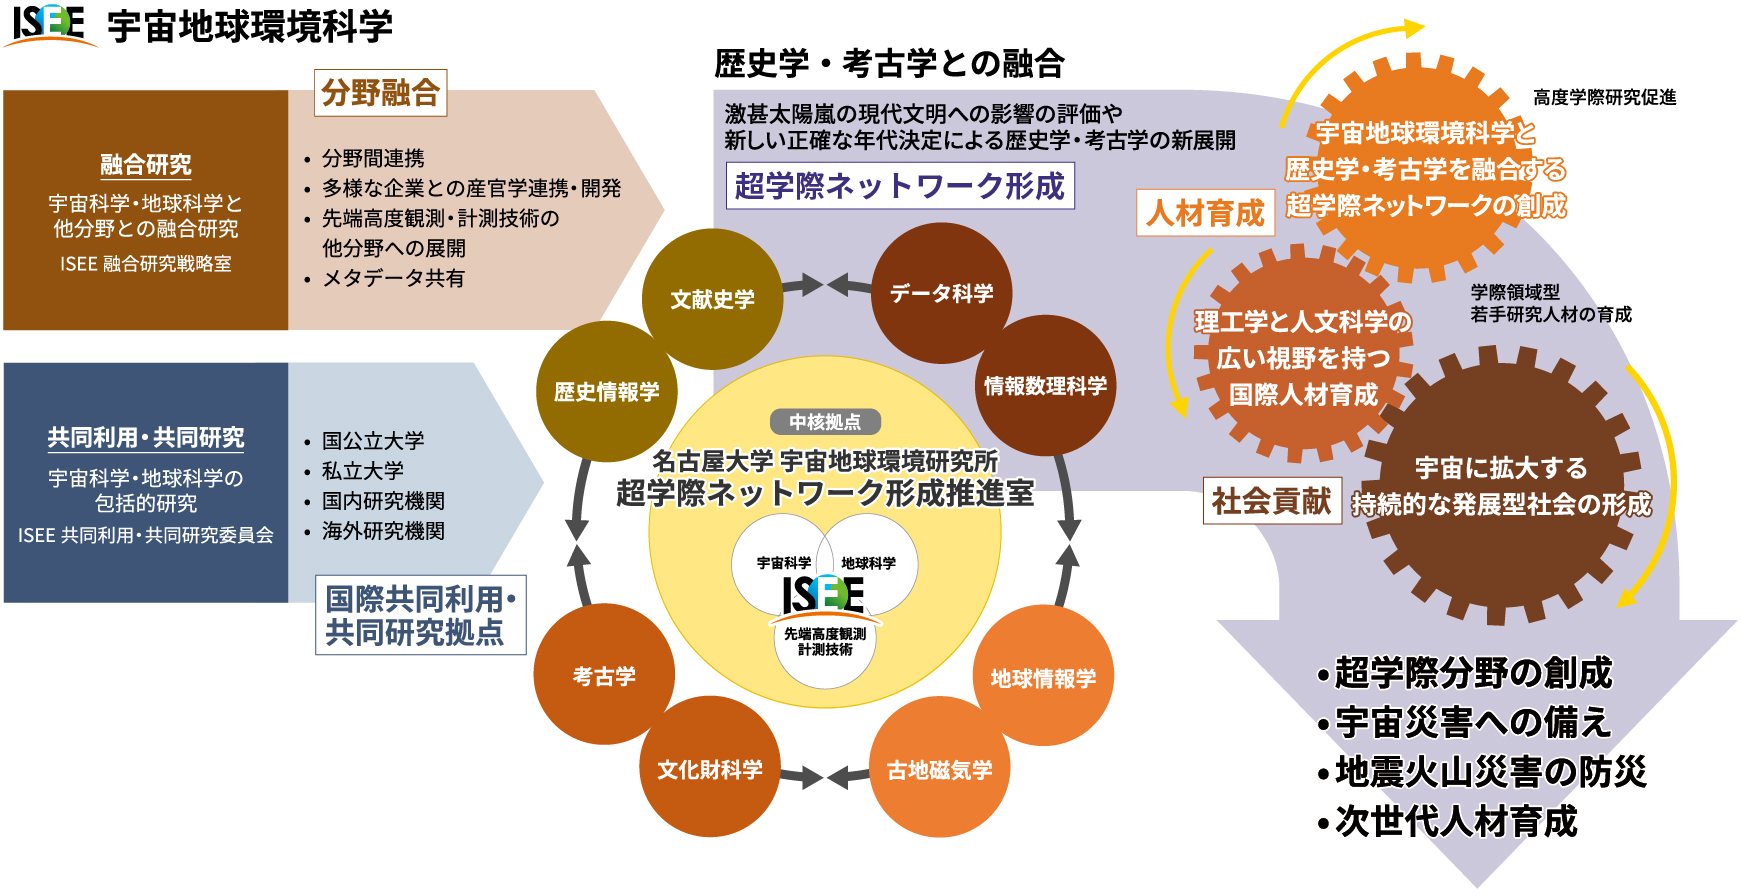 ISEE 宇宙地球環境科学
分野融合
融合研究
宇宙科学・地球科学と
他分野との融合研究
ISEE 融合研究戦略室
• 分野間連携
• 多様な企業との産官学連携・開発
• 先端高度観測・計測技術の
他分野への展開
• メタデータ共有
共同利用・共同研究
宇宙科学・地球科学の
包括的研究
ISEE 共同利用・共同研究委員会
• 国公立大学
• 私立大学
• 国内研究機関
• 海外研究機関
国際共同利用・
共同研究拠点
歴史学・考古学との融合
激甚太陽嵐の現代文明への影響の評価や
新しい正確な年代決定による歴史学・考古学の新展開
超学際ネットワーク形成
文献史学
データ科学
歴史情報学
情報数理科学
中核拠点
名古屋大学 宇宙地球環境研究所
超学際ネットワーク形成推進室
宇宙科学
地球科学
ISEE
先端高度観測
計測技術
考古学
地球情報学
文化財科学
古地磁気学
高度学際研究促進
宇宙地球環境科学と
歴史学・考古学を融合する
超学際ネットワークの創成
人材育成
学際領域型
若手研究人材の育成
理工学と人文科学の
広い視野を持つ
国際人材育成
社会貢献
宇宙に拡大する
持続的な発展型社会の形成
•超学際分野の創成
•宇宙災害への備え
•地震火山災害の防災
•次世代人材育成